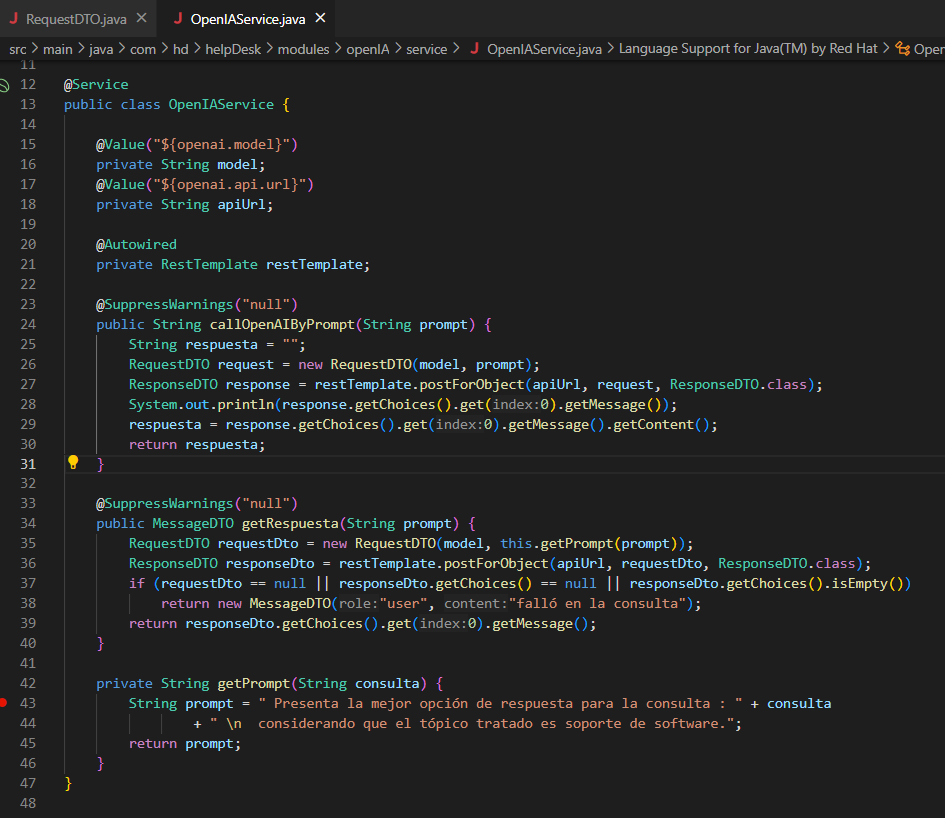 RequestDTO.java
OpenIAService.java
src > main > java > com > hd > helpDesk > modules > openIA > service > OpenIAService.java > Language Support for Java(TM) by Red Hat > Open
11
12 @Service
13 public class OpenIAService {
14
15     @Value("${openai.model}")
16     private String model;
17     @Value("${openai.api.url}")
18     private String apiUrl;
19
20     @Autowired
21     private RestTemplate restTemplate;
22
23     @SuppressWarnings("null")
24     public String callOpenAIByPrompt(String prompt) {
25         String respuesta = "";
26         RequestDTO request = new RequestDTO(model, prompt);
27         ResponseDTO response = restTemplate.postForObject(apiUrl, request, ResponseDTO.class);
28         System.out.println(response.getChoices().get(index:0).getMessage());
29         respuesta = response.getChoices().get(index:0).getMessage().getContent();
30         return respuesta;
31     }
32
33     @SuppressWarnings("null")
34     public MessageDTO getRespuesta(String prompt) {
35         RequestDTO requestDto = new RequestDTO(model, this.getPrompt(prompt));
36         ResponseDTO responseDto = restTemplate.postForObject(apiUrl, requestDto, ResponseDTO.class);
37         if (requestDto == null || responseDto.getChoices() == null || responseDto.getChoices().isEmpty())
38             return new MessageDTO(role:"user", content:"falló en la consulta");
39         return responseDto.getChoices().get(index:0).getMessage();
40     }
41
42     private String getPrompt(String consulta) {
43         String prompt = " Presenta la mejor opción de respuesta para la consulta : " + consulta
44                 + " \n  considerando que el tópico tratado es soporte de software.";
45         return prompt;
46     }
47 }
48